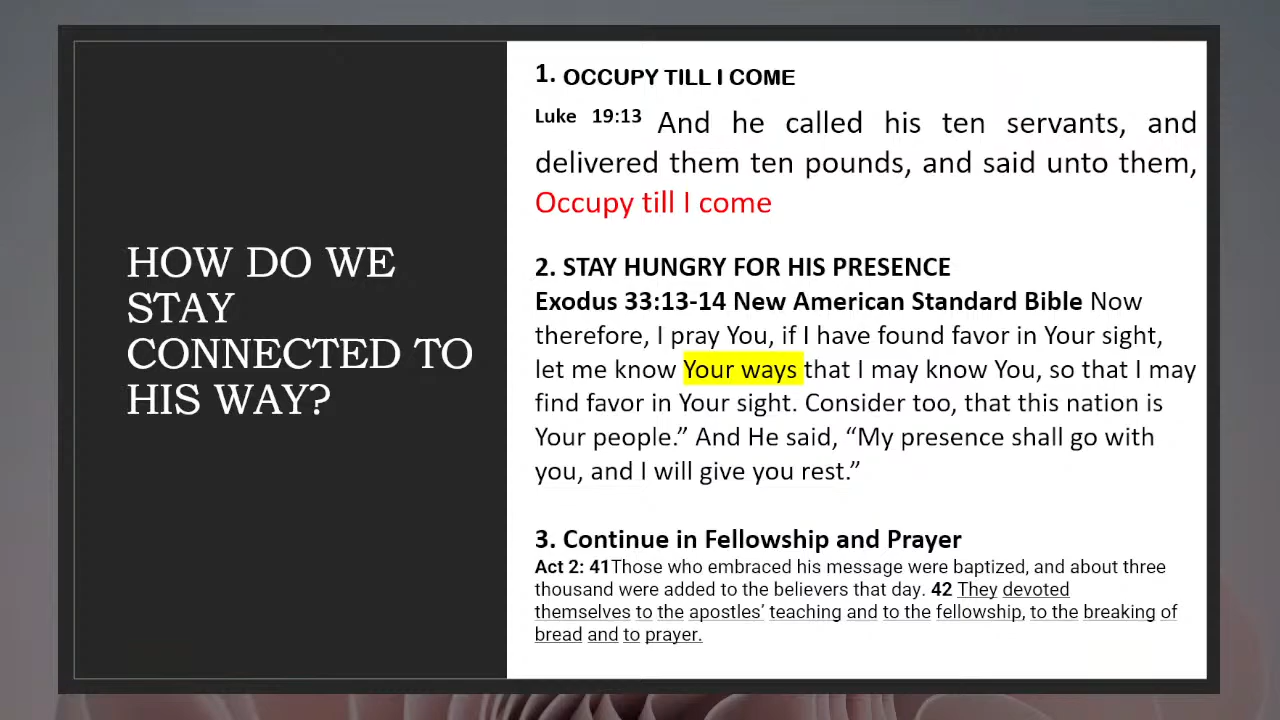 HOW DO WE
STAY
CONNECTED TO
HIS WAY?
1. OCCUPY TILL I COME
Luke 19:13 And he called his ten servants, and
delivered them ten pounds, and said unto them,
Occupy till I come
2. STAY HUNGRY FOR HIS PRESENCE
Exodus 33:13-14 New American Standard Bible Now
therefore, I pray You, if I have found favor in Your sight,
let me know Your ways that I may know You, so that I may
find favor in Your sight. Consider too, that this nation is
Your people.” And He said, “My presence shall go with
you, and I will give you rest.”
3. Continue in Fellowship and Prayer
Act 2: 41Those who embraced his message were baptized, and about three
thousand were added to the believers that day. 42 They devoted
themselves to the apostles’ teaching and to the fellowship, to the breaking of
bread and to prayer.